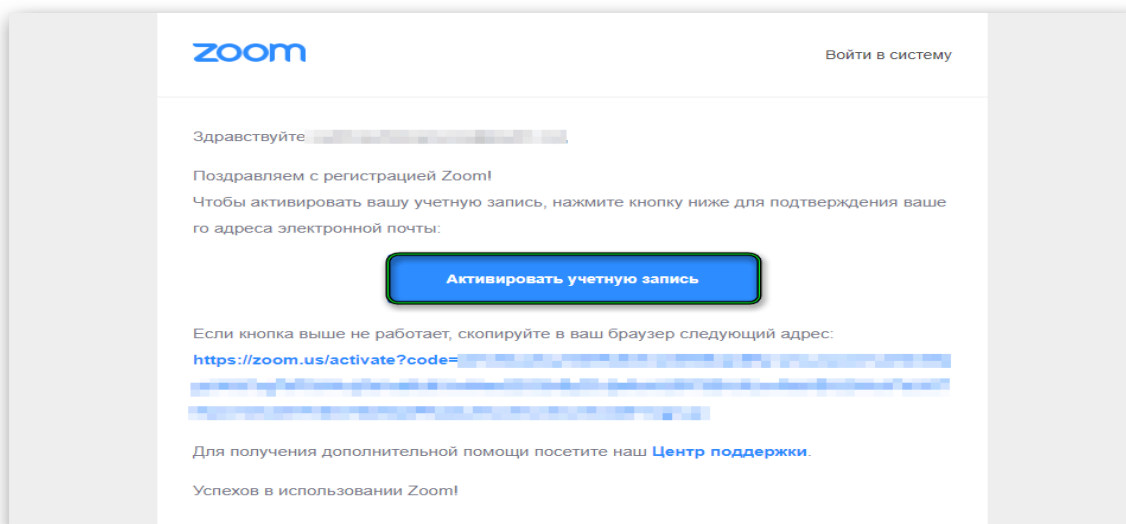 zoom
Войти в систему
Здравствуйте
Поздравляем с регистрацией Zoom!
Чтобы активировать вашу учетную запись, нажмите кнопку ниже для подтверждения ваше
го адреса электронной почты:
Активировать учетную запись
Если кнопка выше не работает, скопируйте в ваш браузер следующий адрес:
https://zoom.us/activate?code=
Для получения дополнительной помощи посетите наш Центр поддержки.
Успехов в использовании Zoom!